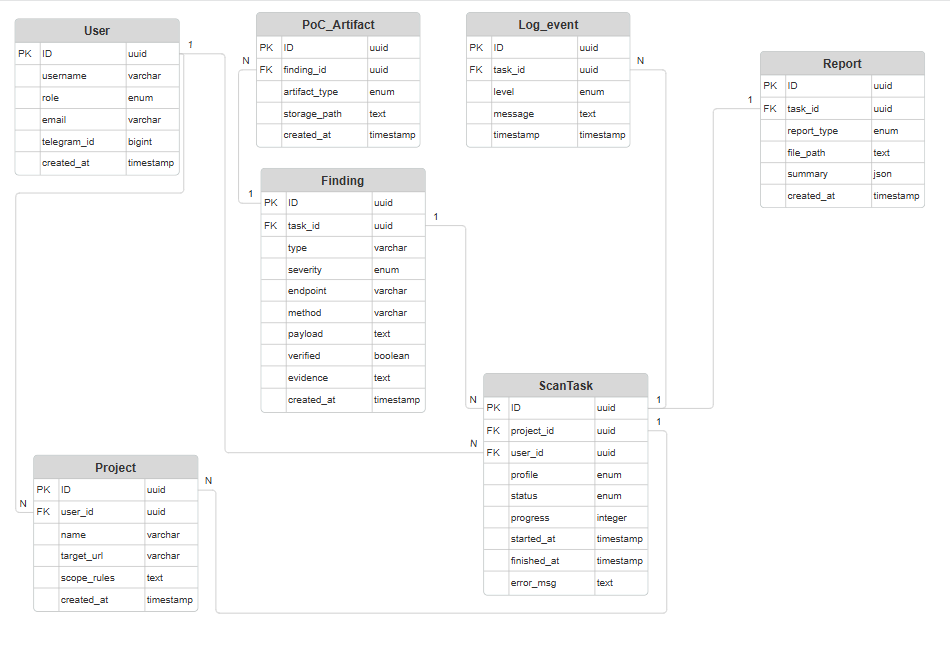 User
PK ID uuid
username varchar
role enum
email varchar
telegram_id bigint
created_at timestamp
1
PoC_Artifact
PK ID uuid
FK finding_id uuid
artifact_type enum
storage_path text
created_at timestamp
N
Log_event
PK ID uuid
FK task_id uuid
level enum
message text
timestamp timestamp
N
Report
PK ID uuid
FK task_id uuid
report_type enum
file_path text
summary json
created_at timestamp
1
Finding
PK ID uuid
FK task_id uuid
type varchar
severity enum
endpoint varchar
method varchar
payload text
verified boolean
evidence text
created_at timestamp
1
1
ScanTask
PK ID uuid
FK project_id uuid
FK user_id uuid
profile enum
status enum
progress integer
started_at timestamp
finished_at timestamp
error_msg text
N
N
1
1
Project
PK ID uuid
FK user_id uuid
name varchar
target_url varchar
scope_rules text
created_at timestamp
N
N